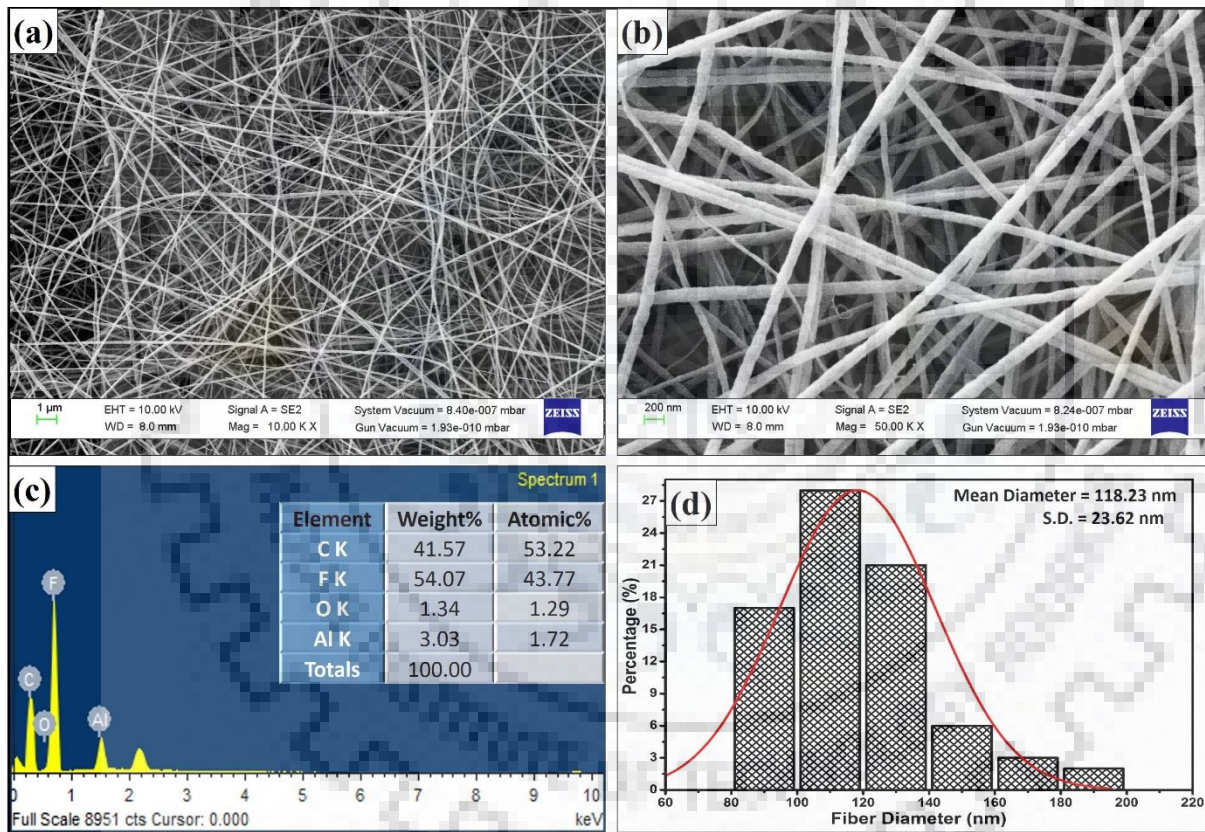 (a)
1 µm
EHT = 10.00 kV Signal A = SE2 System Vacuum = 8.40e-007 mbar
WD = 8.0 mm Mag = 10.00 K X Gun Vacuum = 1.93e-010 mbar
ZEISS
(b)
200 nm
EHT = 10.00 kV Signal A = SE2 System Vacuum = 8.24e-007 mbar
WD = 8.0 mm Mag = 50.00 K X Gun Vacuum = 1.93e-010 mbar
ZEISS
(c)
Spectrum 1
Element Weight% Atomic%
C K 41.57 53.22
F K 54.07 43.77
O K 1.34 1.29
Al K 3.03 1.72
Totals 100.00
F
C
O
Al
0 1 2 3 4 5 6 7 8 9 10
Full Scale 8951 cts Cursor: 0.000 keV
(d)
Mean Diameter = 118.23 nm
S.D. = 23.62 nm
Percentage (%)
27
24
21
18
15
12
9
6
3
0
60 80 100 120 140 160 180 200 220
Fiber Diameter (nm)